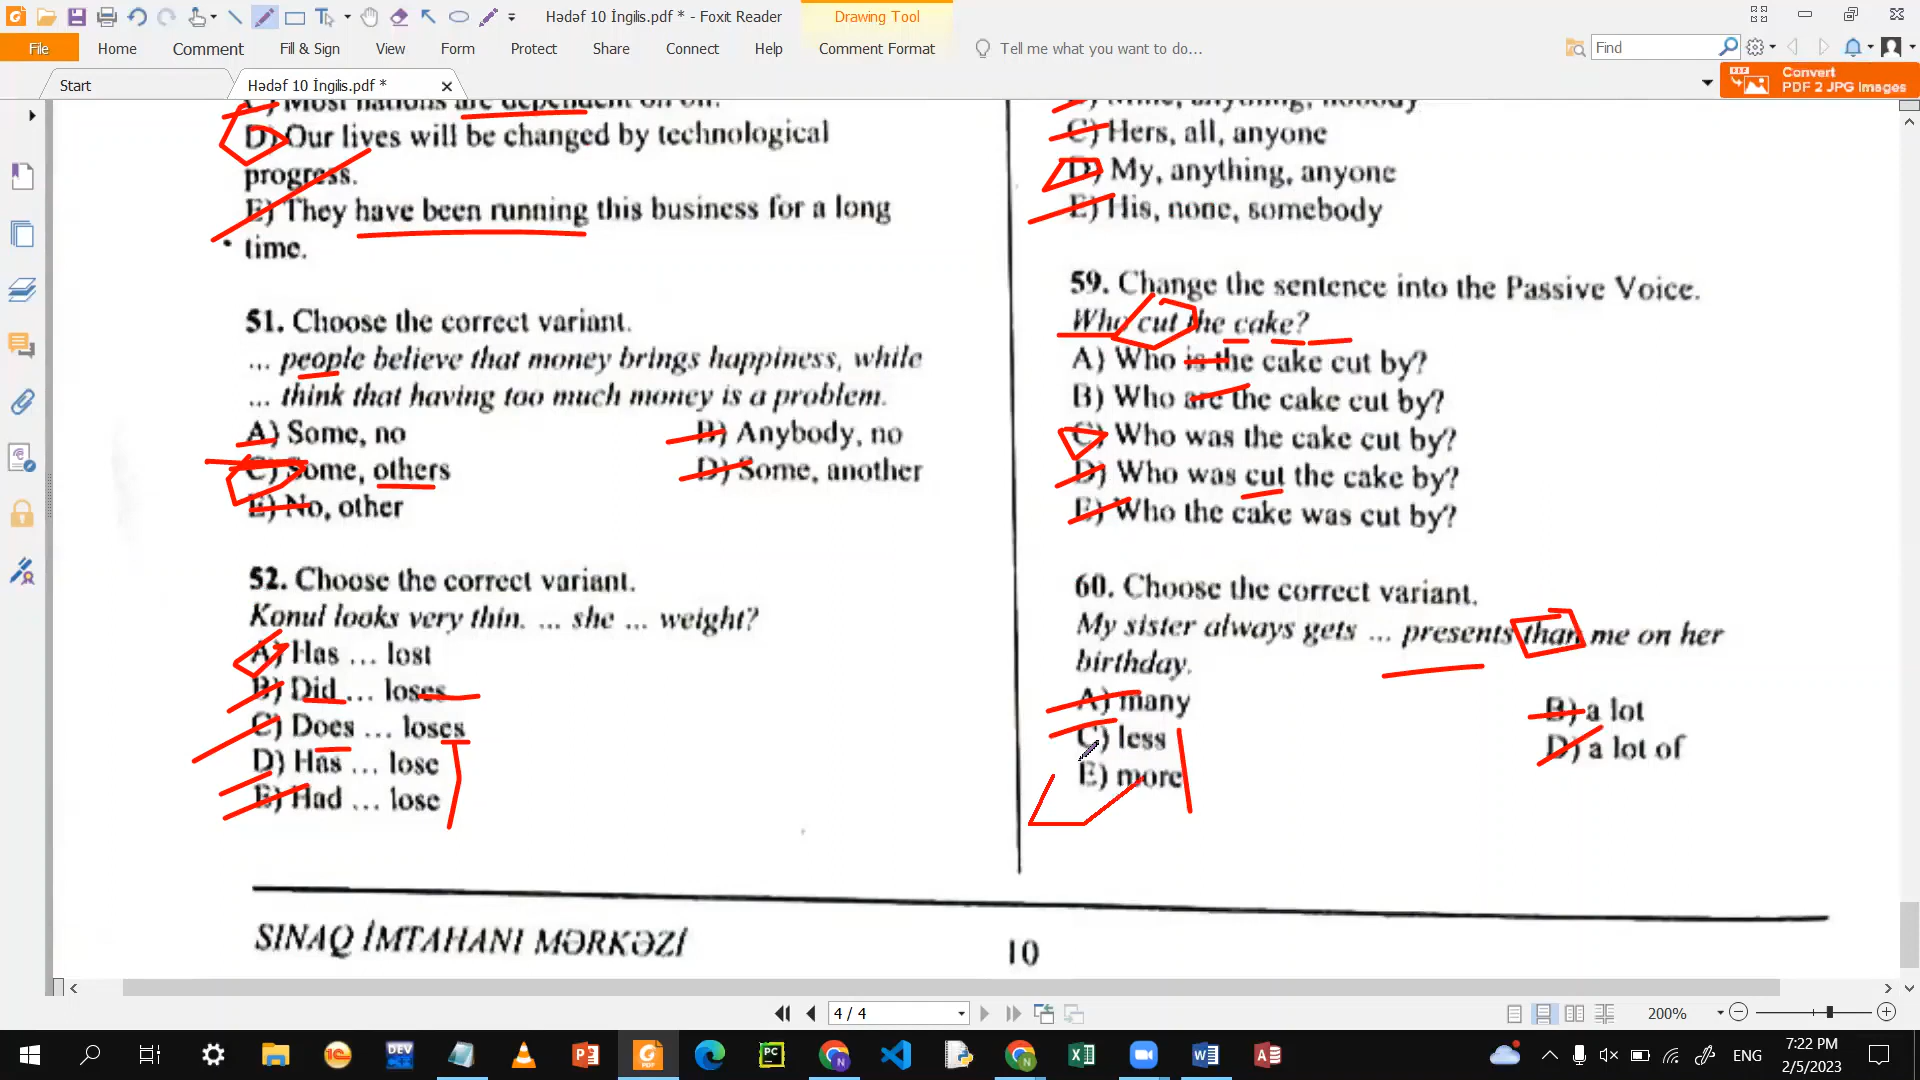 Hədəf 10 İngilis.pdf * - Foxit Reader
Drawing Tool
File
Home
Comment
Fill & Sign
View
Form
Protect
Share
Connect
Help
Comment Format
Tell me what you want to do...
Find
Start
Hədəf 10 İngilis.pdf *
Convert
PDF 2 JPG Images
C) Most nations are dependent on oil.
D) Our lives will be changed by technological
progress.
E) They have been running this business for a long
time.
51. Choose the correct variant.
... people believe that money brings happiness, while
... think that having too much money is a problem.
A) Some, no
B) Anybody, no
C) Some, others
D) Some, another
E) No, other
52. Choose the correct variant.
Konul looks very thin. ... she ... weight?
A) Has ... lost
B) Did ... loses
C) Does ... loses
D) Has ... lose
E) Had ... lose
B) Mine, anything, nobody
C) Hers, all, anyone
D) My, anything, anyone
E) His, none, somebody
59. Change the sentence into the Passive Voice.
Who cut the cake?
A) Who is the cake cut by?
B) Who are the cake cut by?
C) Who was the cake cut by?
D) Who was cut the cake by?
E) Who the cake was cut by?
60. Choose the correct variant.
My sister always gets ... presents than me on her
birthday.
A) many
B) a lot
C) less
D) a lot of
E) more
SINAQ İMTAHANI MƏRKƏZİ
10
4 / 4
200%
ENG
7:22 PM
2/5/2023